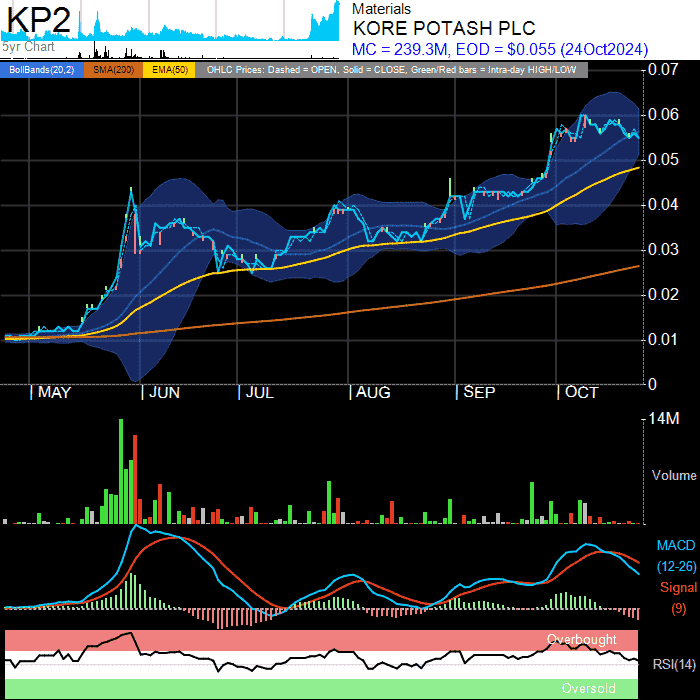 KP2
5yr Chart
Materials
KORE POTASH PLC
MC = 239.3M, EOD = $0.055 (24Oct2024)
BollBands(20,2) SMA(200) EMA(50) OHLC Prices: Dashed = OPEN, Solid = CLOSE, Green/Red bars = Intra-day HIGH/LOW
0.07
0.06
0.05
0.04
0.03
0.02
0.01
0
MAY JUN JUL AUG SEP OCT
14M
Volume
MACD
(12-26)
Signal
(9)
Overbought
RSI(14)
Oversold